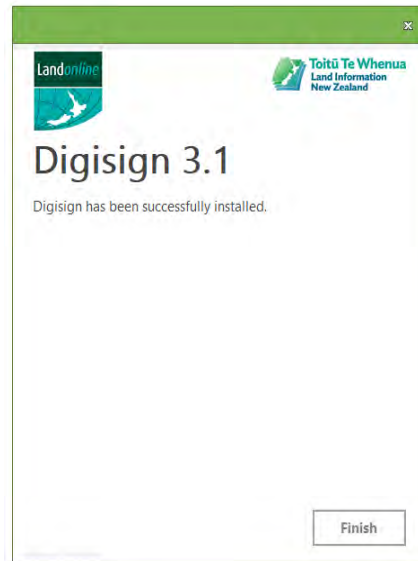 Landonline
Toitū Te Whenua
Land Information
New Zealand
Digisign 3.1
Digisign has been successfully installed.
Finish